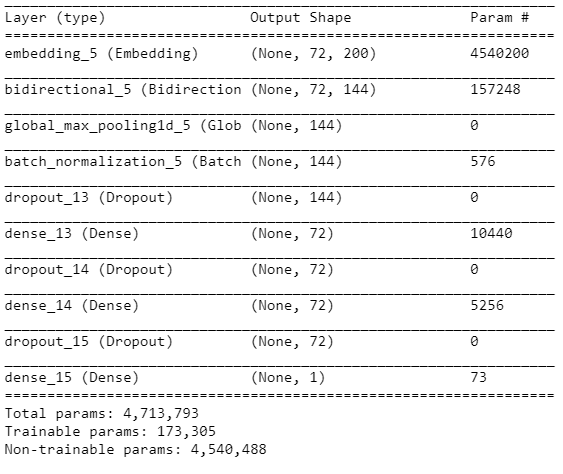 Layer (type)                 Output Shape              Param #
=================================================================
embedding_5 (Embedding)      (None, 72, 200)           4540200
_________________________________________________________________
bidirectional_5 (Bidirection (None, 72, 144)           157248
_________________________________________________________________
global_max_pooling1d_5 (Glob (None, 144)               0
_________________________________________________________________
batch_normalization_5 (Batch (None, 144)               576
_________________________________________________________________
dropout_13 (Dropout)         (None, 144)               0
_________________________________________________________________
dense_13 (Dense)             (None, 72)                10440
_________________________________________________________________
dropout_14 (Dropout)         (None, 72)                0
_________________________________________________________________
dense_14 (Dense)             (None, 72)                5256
_________________________________________________________________
dropout_15 (Dropout)         (None, 72)                0
_________________________________________________________________
dense_15 (Dense)             (None, 1)                 73
=================================================================
Total params: 4,713,793
Trainable params: 173,305
Non-trainable params: 4,540,488